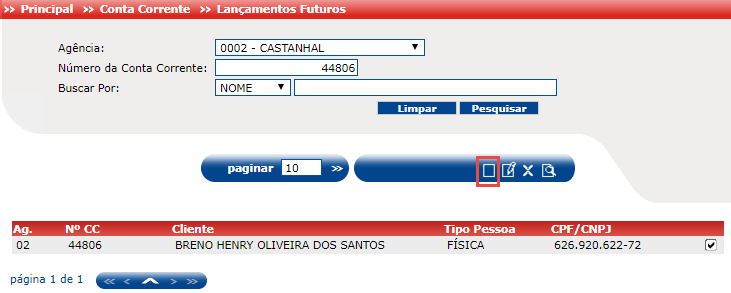 >> Principal >> Conta Corrente >> Lançamentos Futuros
Agência: 0002 - CASTANHAL
Número da Conta Corrente: 44806
Buscar Por: NOME
Limpar Pesquisar
paginar 10 >>
Ag. Nº CC Cliente Tipo Pessoa CPF/CNPJ
02 44806 BRENO HENRY OLIVEIRA DOS SANTOS FÍSICA 626.920.622-72
página 1 de 1